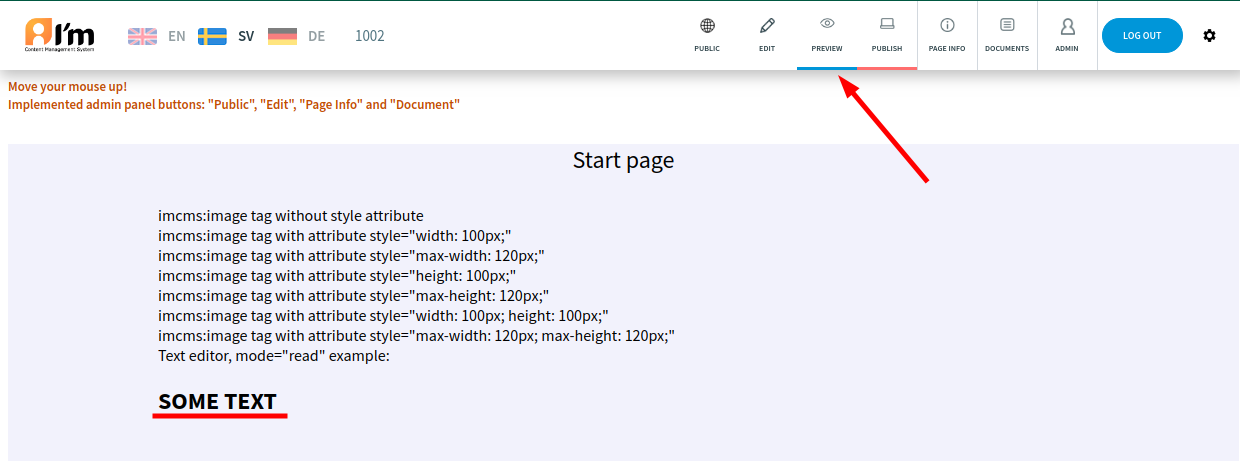 I'm
Content Management System
EN SV DE 1002
PUBLIC EDIT PREVIEW PUBLISH PAGE INFO DOCUMENTS ADMIN LOG OUT
Move your mouse up!
Implemented admin panel buttons: "Public", "Edit", "Page Info" and "Document"
Start page
imcms:image tag without style attribute
imcms:image tag with attribute style="width: 100px;"
imcms:image tag with attribute style="max-width: 120px;"
imcms:image tag with attribute style="height: 100px;"
imcms:image tag with attribute style="max-height: 120px;"
imcms:image tag with attribute style="width: 100px; height: 100px;"
imcms:image tag with attribute style="max-width: 120px; max-height: 120px;"
Text editor, mode="read" example:
SOME TEXT